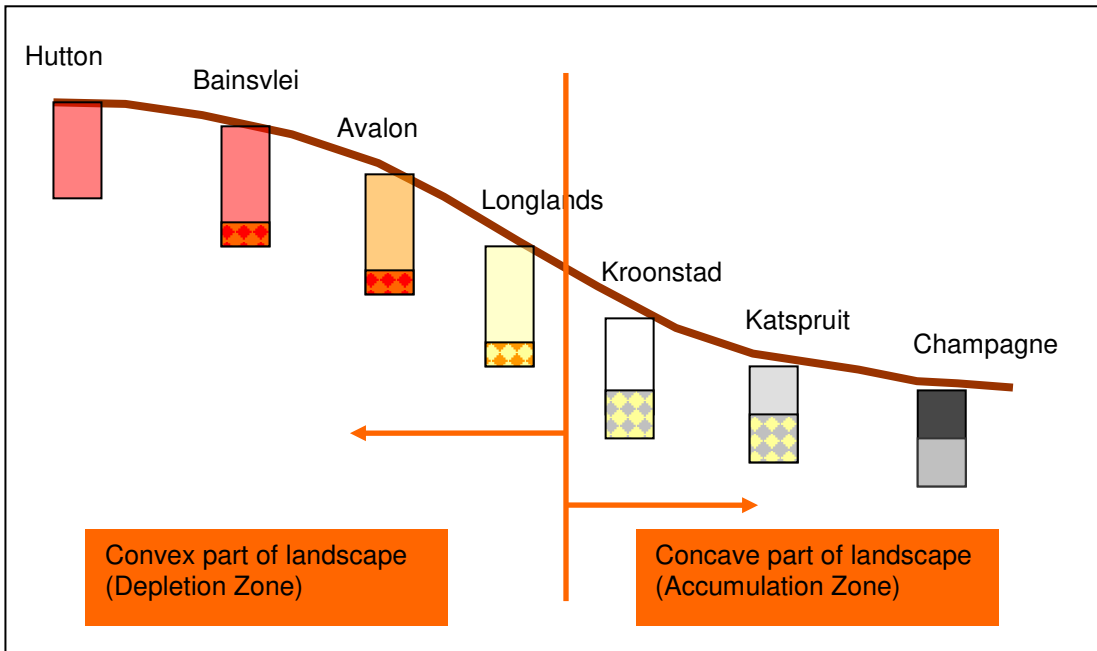 Hutton
Bainsvlei
Avalon
Longlands
Kroonstad
Katspruit
Champagne
Convex part of landscape
(Depletion Zone)
Concave part of landscape
(Accumulation Zone)